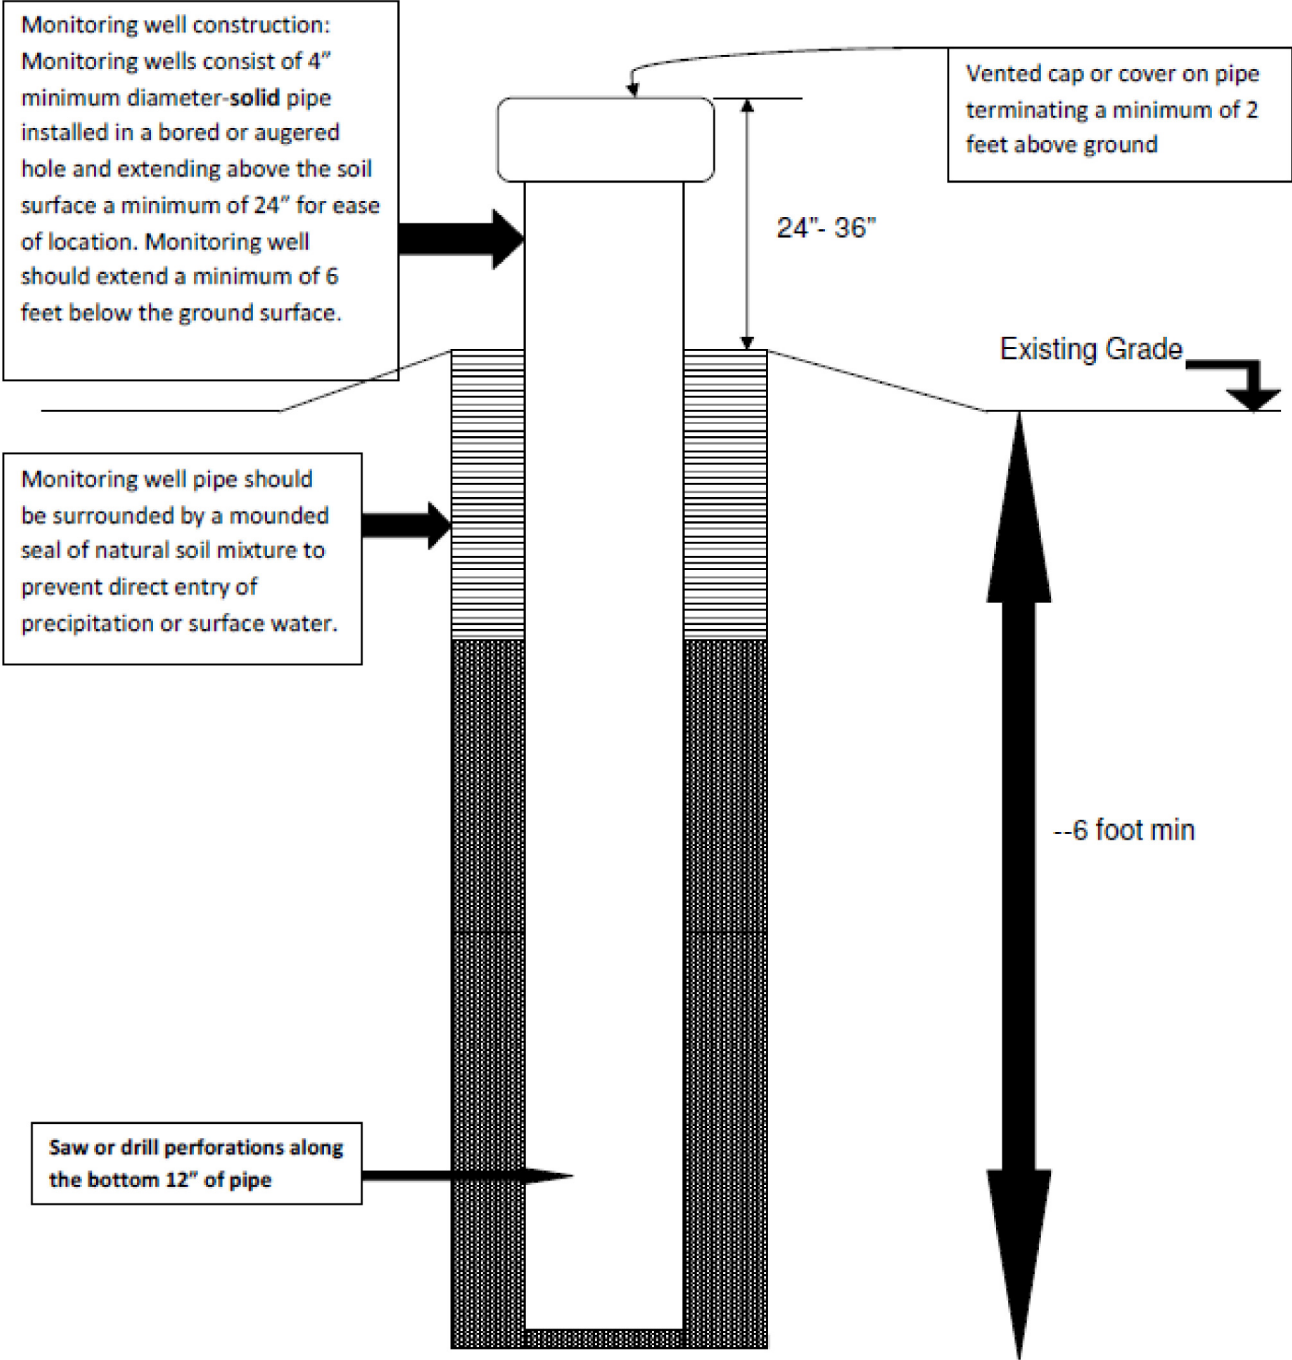 Monitoring well construction:
Monitoring wells consist of 4”
minimum diameter-solid pipe
installed in a bored or augered
hole and extending above the soil
surface a minimum of 24” for ease
of location. Monitoring well
should extend a minimum of 6
feet below the ground surface.
Vented cap or cover on pipe
terminating a minimum of 2
feet above ground
24”- 36”
Existing Grade
Monitoring well pipe should
be surrounded by a mounded
seal of natural soil mixture to
prevent direct entry of
precipitation or surface water.
--6 foot min
Saw or drill perforations along
the bottom 12” of pipe